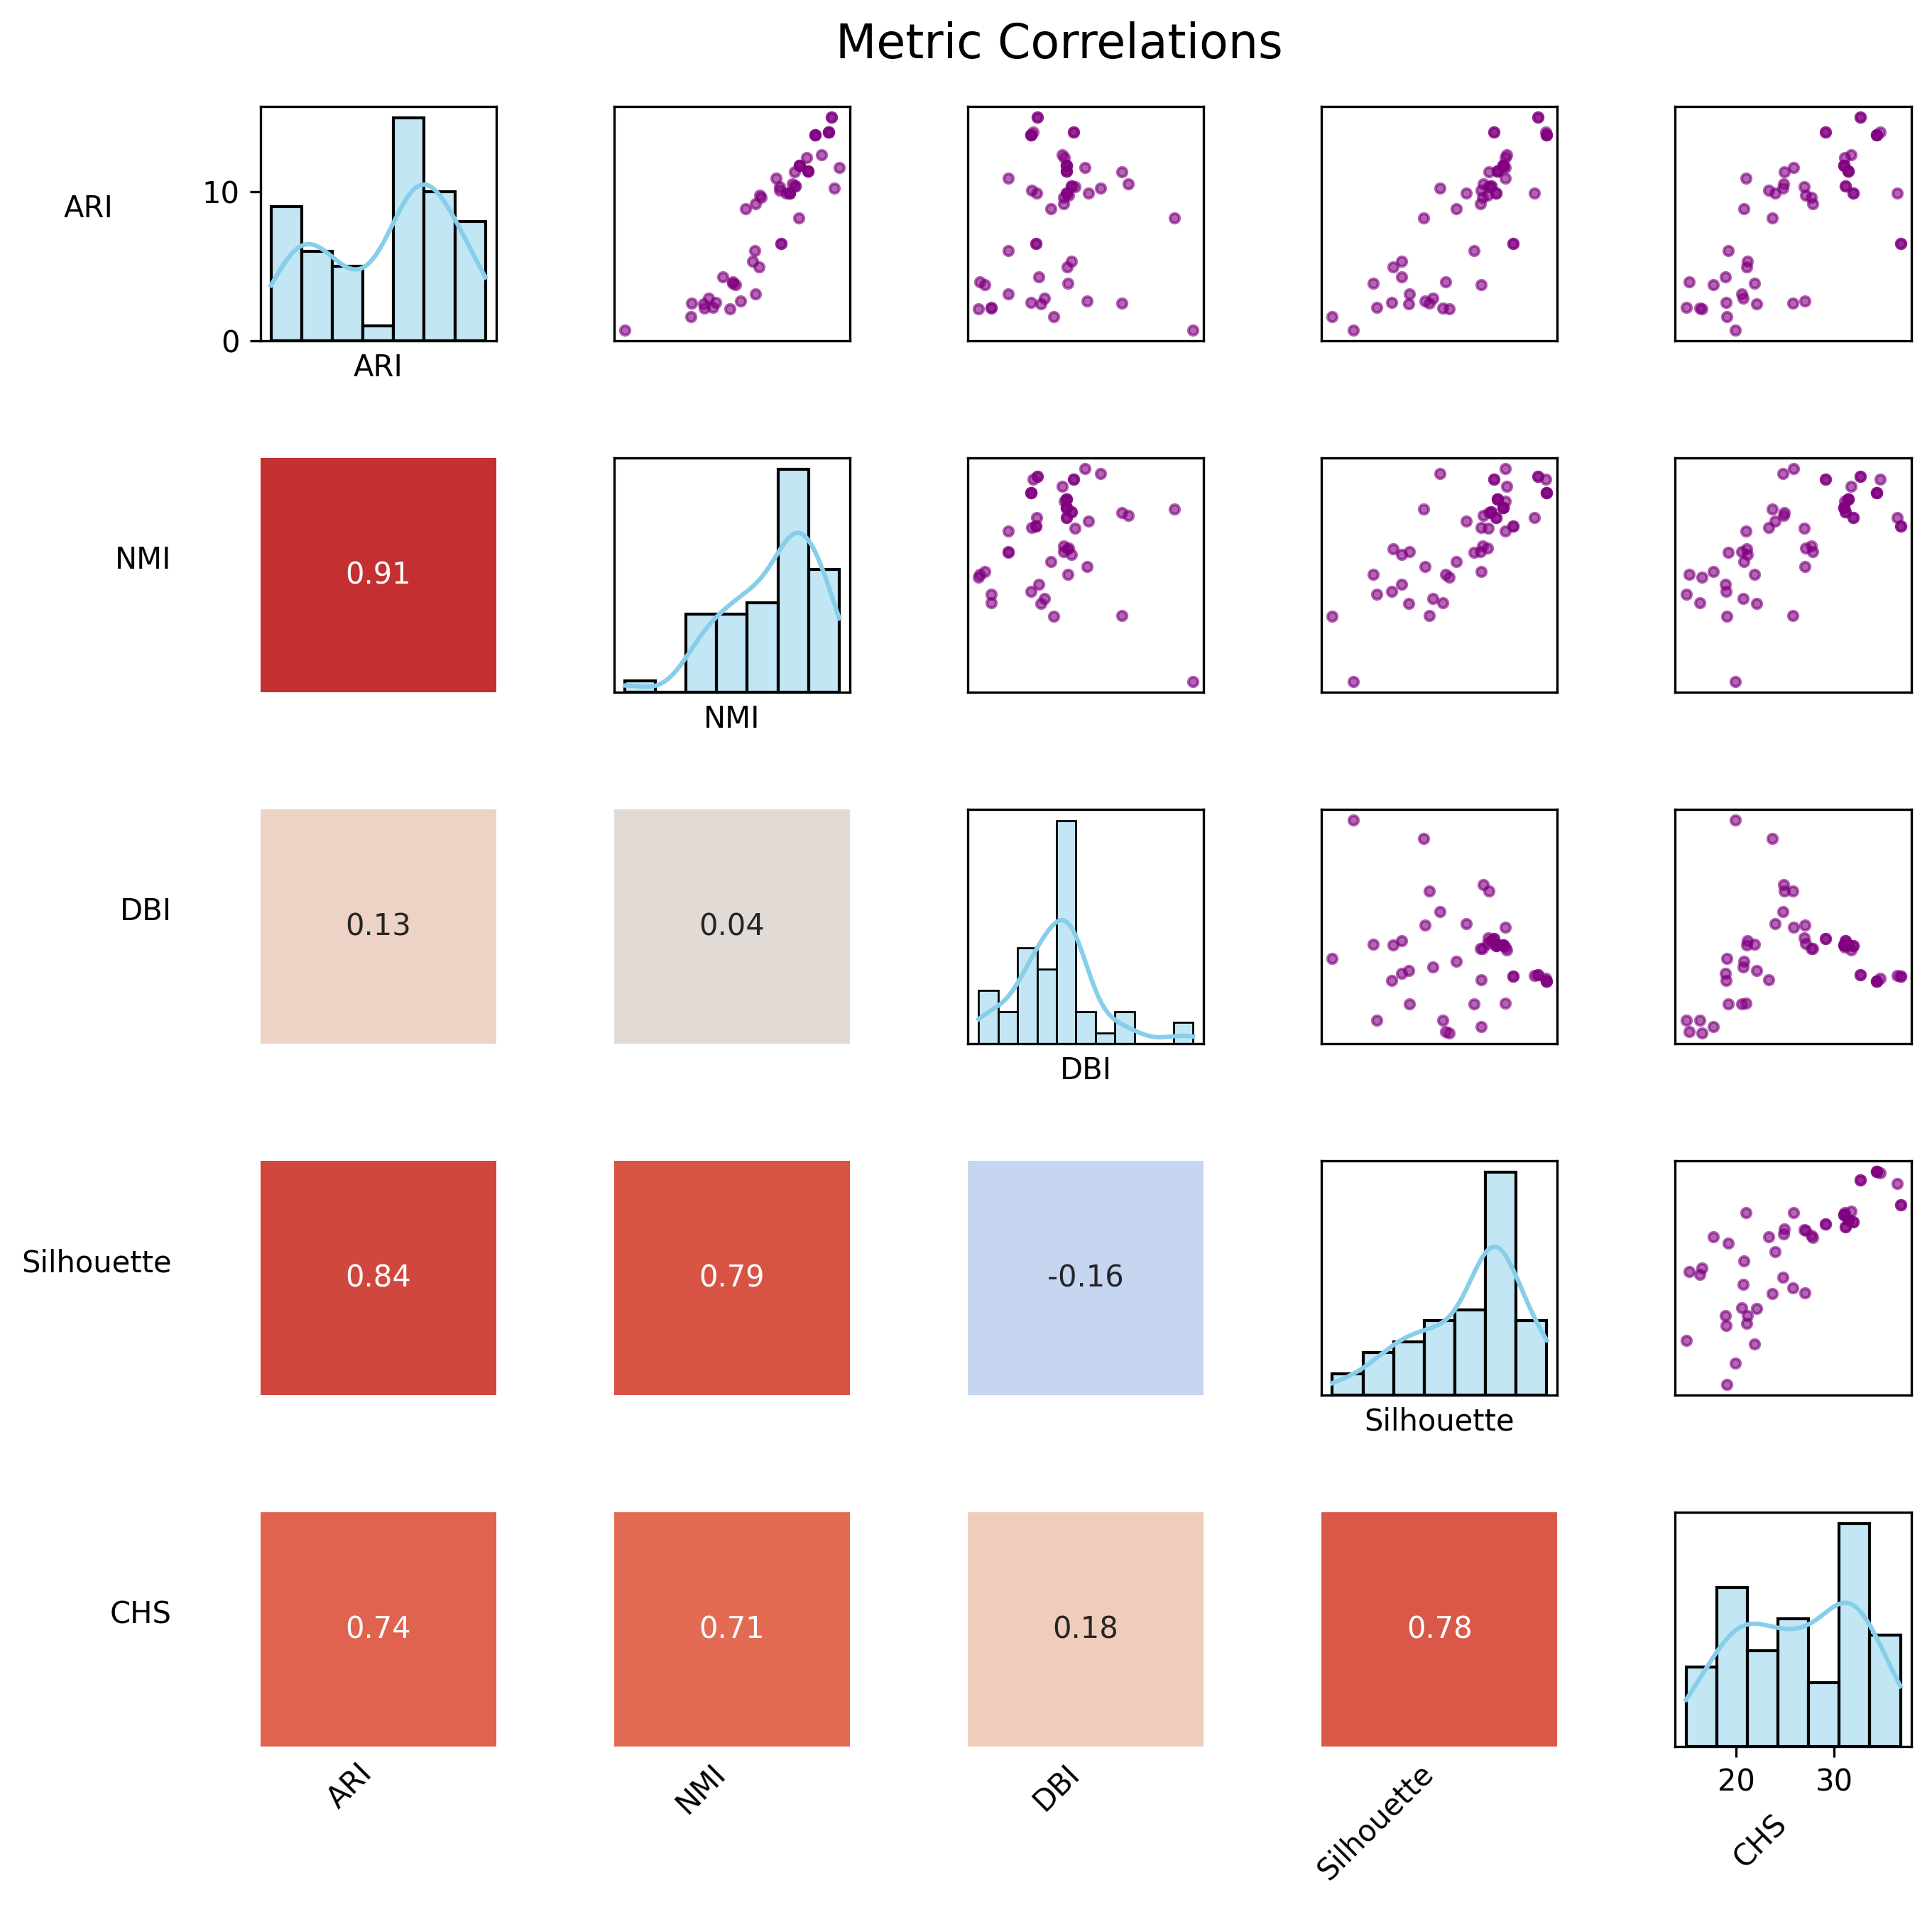 Metric Correlations
ARI
10
0
ARI
NMI
0.91
NMI
DBI
0.13
0.04
DBI
Silhouette
0.84
0.79
-0.16
Silhouette
CHS
0.74
0.71
0.18
0.78
20
30
ARI
NMI
DBI
Silhouette
CHS